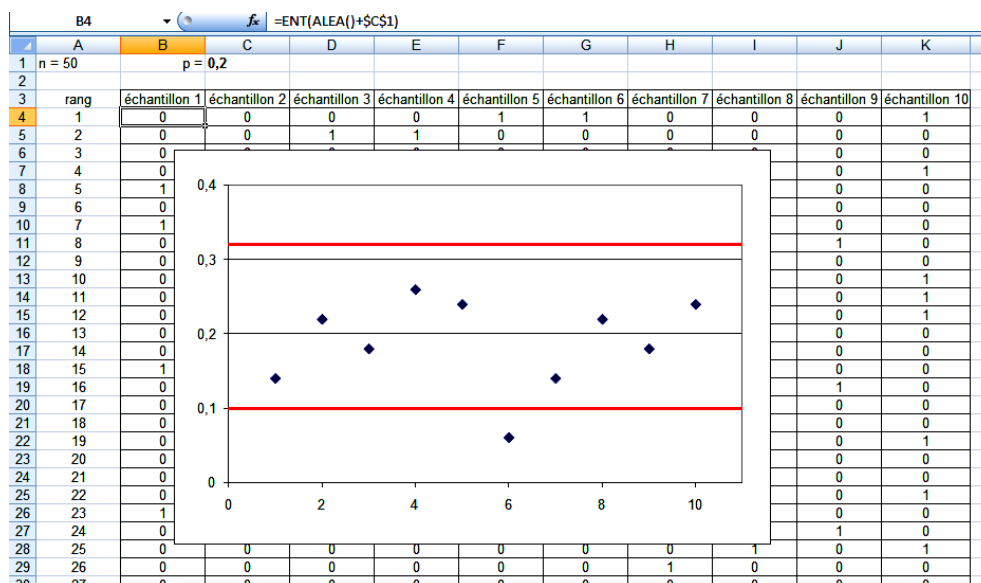 B4 fx =ENT(ALEA()+$C$1)
A B C D E F G H I J K
1 n = 50 p = 0,2
2
3 rang échantillon 1 échantillon 2 échantillon 3 échantillon 4 échantillon 5 échantillon 6 échantillon 7 échantillon 8 échantillon 9 échantillon 10
4 1 0 0 0 0 1 1 0 0 0 1
5 2 0 0 1 1 0 0 0 0 0 0
6 3 0 0 0
7 4 0 0 1
8 5 1 0 0
9 6 0 0 0
10 7 1 0 0
11 8 0 1 0
12 9 0 0 0
13 10 0 0 1
14 11 0 0 1
15 12 0 0 1
16 13 0 0 0
17 14 0 0 0
18 15 1 0 0
19 16 0 1 0
20 17 0 0 0
21 18 0 0 0
22 19 0 0 1
23 20 0 0 0
24 21 0 0 0
25 22 0 0 1
26 23 1 0 0
27 24 0 1 0
28 25 0 0 0 0 0 0 0 1 0 1
29 26 0 0 0 0 0 0 1 0 0 0
0,4
0,3
0,2
0,1
0
0 2 4 6 8 10